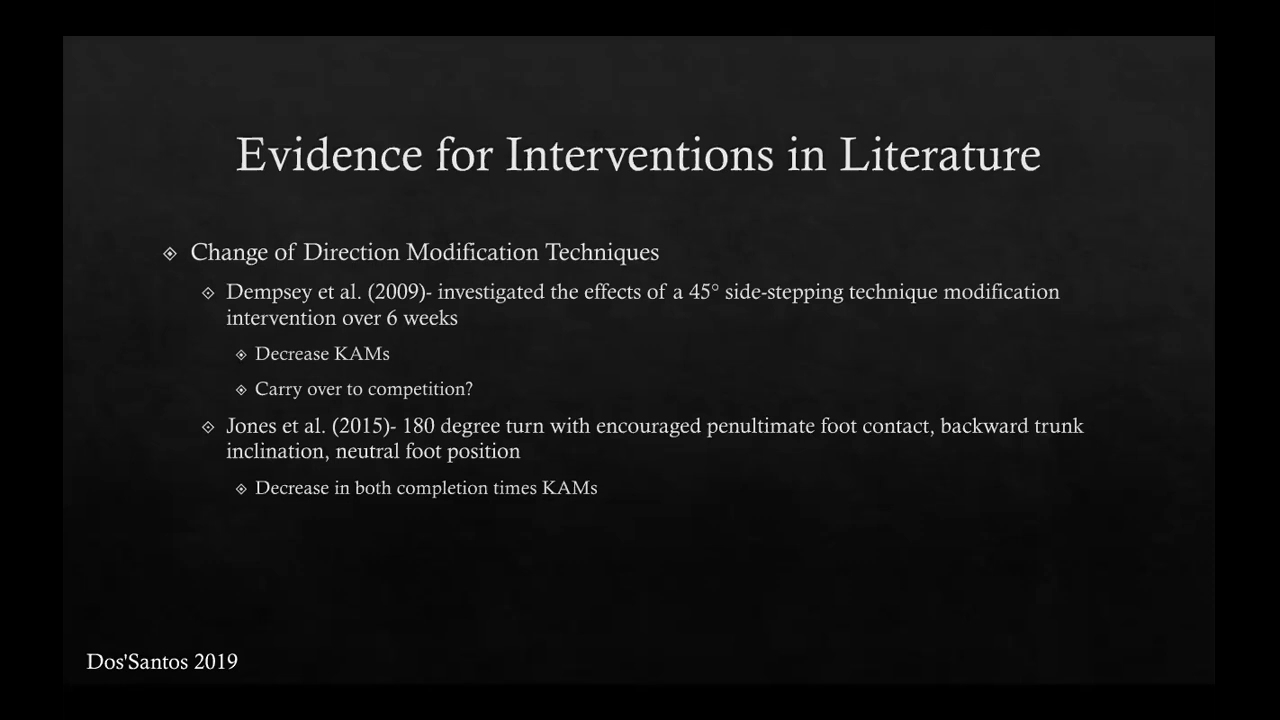 Evidence for Interventions in Literature
Change of Direction Modification Techniques
Dempsey et al. (2009)- investigated the effects of a 45° side-stepping technique modification
intervention over 6 weeks
Decrease KAMs
Carry over to competition?
Jones et al. (2015)- 180 degree turn with encouraged penultimate foot contact, backward trunk
inclination, neutral foot position
Decrease in both completion times KAMs
Dos'Santos 2019